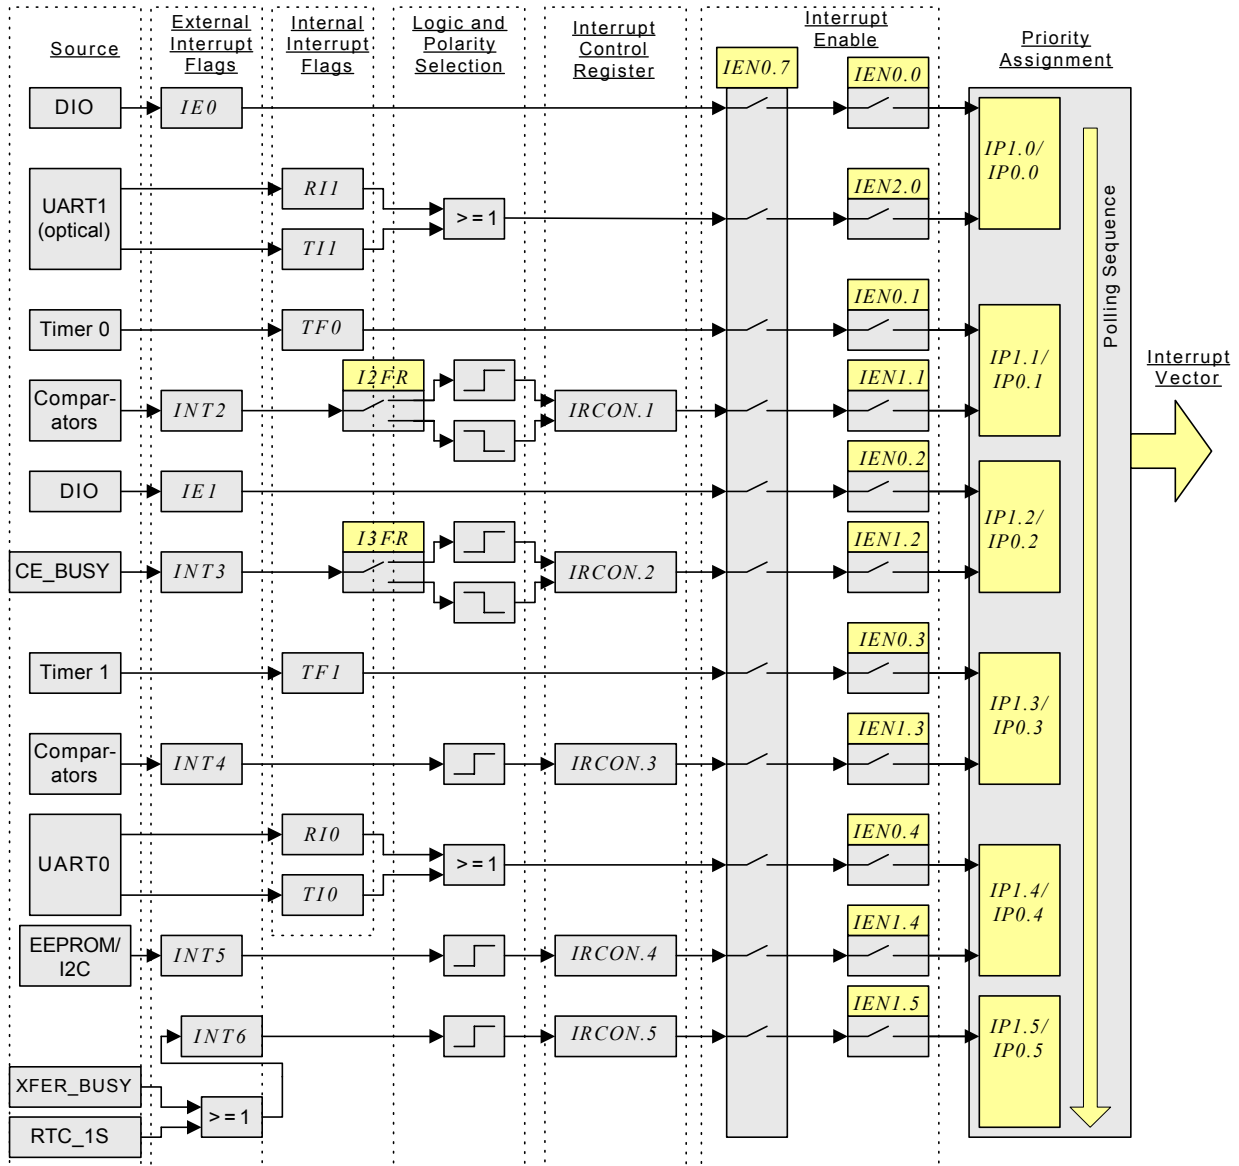 Source
External
Interrupt
Flags
Internal
Interrupt
Flags
Logic and
Polarity
Selection
Interrupt
Control
Register
Interrupt
Enable
Priority
Assignment
DIO
IE0
IEN0.7
IEN0.0
IP1.0/
IP0.0
UART1
(optical)
RI1
TI1
>=1
IEN2.0
Timer 0
TF0
IEN0.1
IP1.1/
IP0.1
Compar-
ators
INT2
I2FR
IRCON.1
IEN1.1
DIO
IE1
IEN0.2
IP1.2/
IP0.2
CE_BUSY
INT3
I3FR
IRCON.2
IEN1.2
Timer 1
TF1
IEN0.3
IP1.3/
IP0.3
Compar-
ators
INT4
IRCON.3
IEN1.3
UART0
RI0
TI0
>=1
IEN0.4
IP1.4/
IP0.4
EEPROM/
I2C
INT5
IRCON.4
IEN1.4
INT6
IRCON.5
IEN1.5
IP1.5/
IP0.5
XFER_BUSY
RTC_1S
>=1
Polling Sequence
Interrupt
Vector